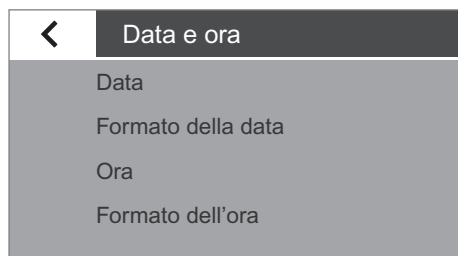 Data e ora
Data
Formato della data
Ora
Formato dell’ora